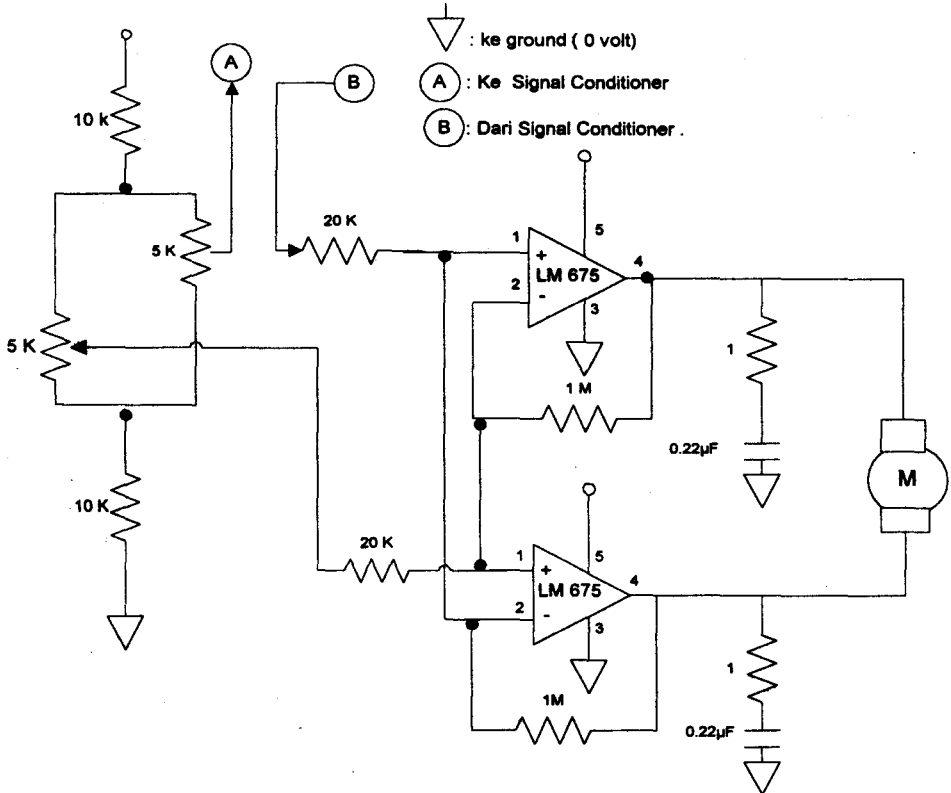 : ke ground ( 0 volt)
A : Ke Signal Conditioner
B : Dari Signal Conditioner .
A
B
10 k
5 K
20 K
1
5
+
LM 675
2
-
4
3
5 K
1 M
1
0.22µF
M
10 K
20 K
1
5
+
LM 675
4
2
-
3
1
1M
0.22µF